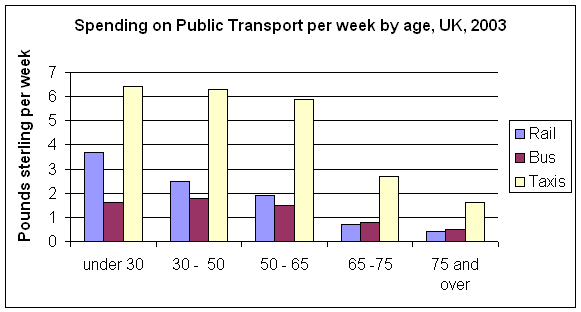 Spending on Public Transport per week by age, UK, 2003
Pounds sterling per week
7
6
5
4
3
2
1
0
under 30
30 - 50
50 - 65
65 -75
75 and
over
Rail
Bus
Taxis